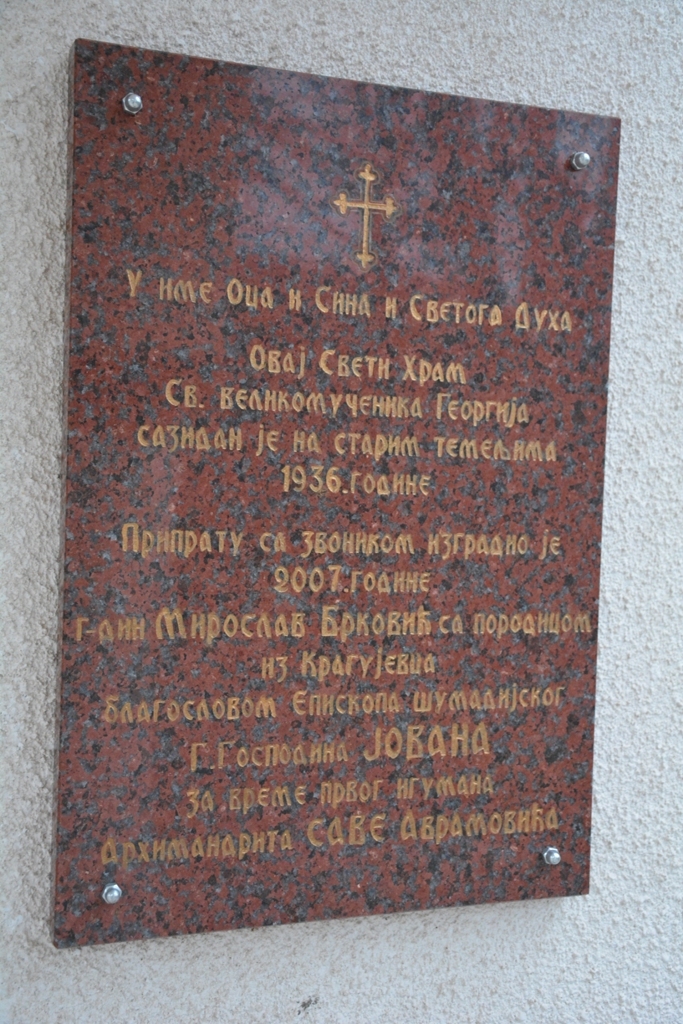 У име Оца и Сина и Светога Духа
Овај Свети Храм
Св. великомученика Георгија
сазидан је на старим темељима
1936.године
Припрату са звоником изградио је
2007.године
г-дин Мирослав Брковић са породицом
из Крагујевца
благословом Епископа шумадијског
Г.Господина ЈОВАНА
за време првог игумана
Архимандрита САВЕ Аврамовића